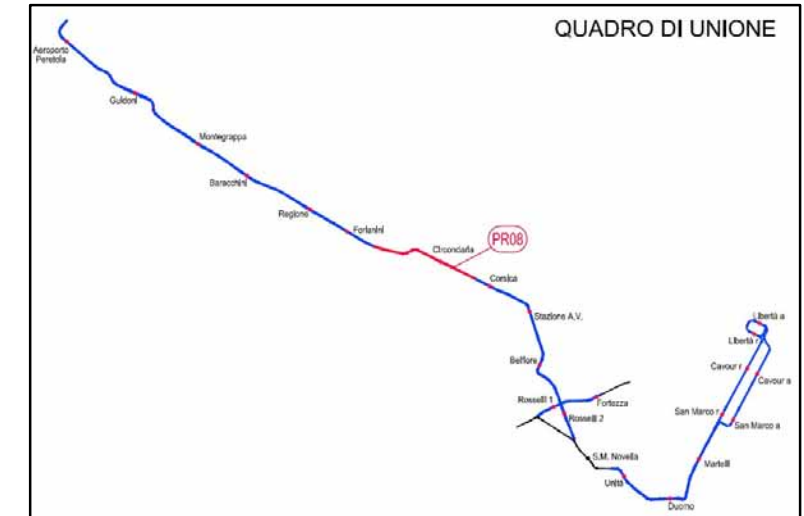 QUADRO DI UNIONE
Aeroporto
Peretola
Guidoni
Montegrappa
Baracchini
Regione
Forlanini
Circondaria
PR08
Corsica
Stazione A.V.
Belfiore
Rosselli 1
Fortezza
Rosselli 2
S.M. Novella
Unità
Duomo
Martelli
San Marco r
San Marco a
Cavour r
Cavour a
Libertà r
Libertà a